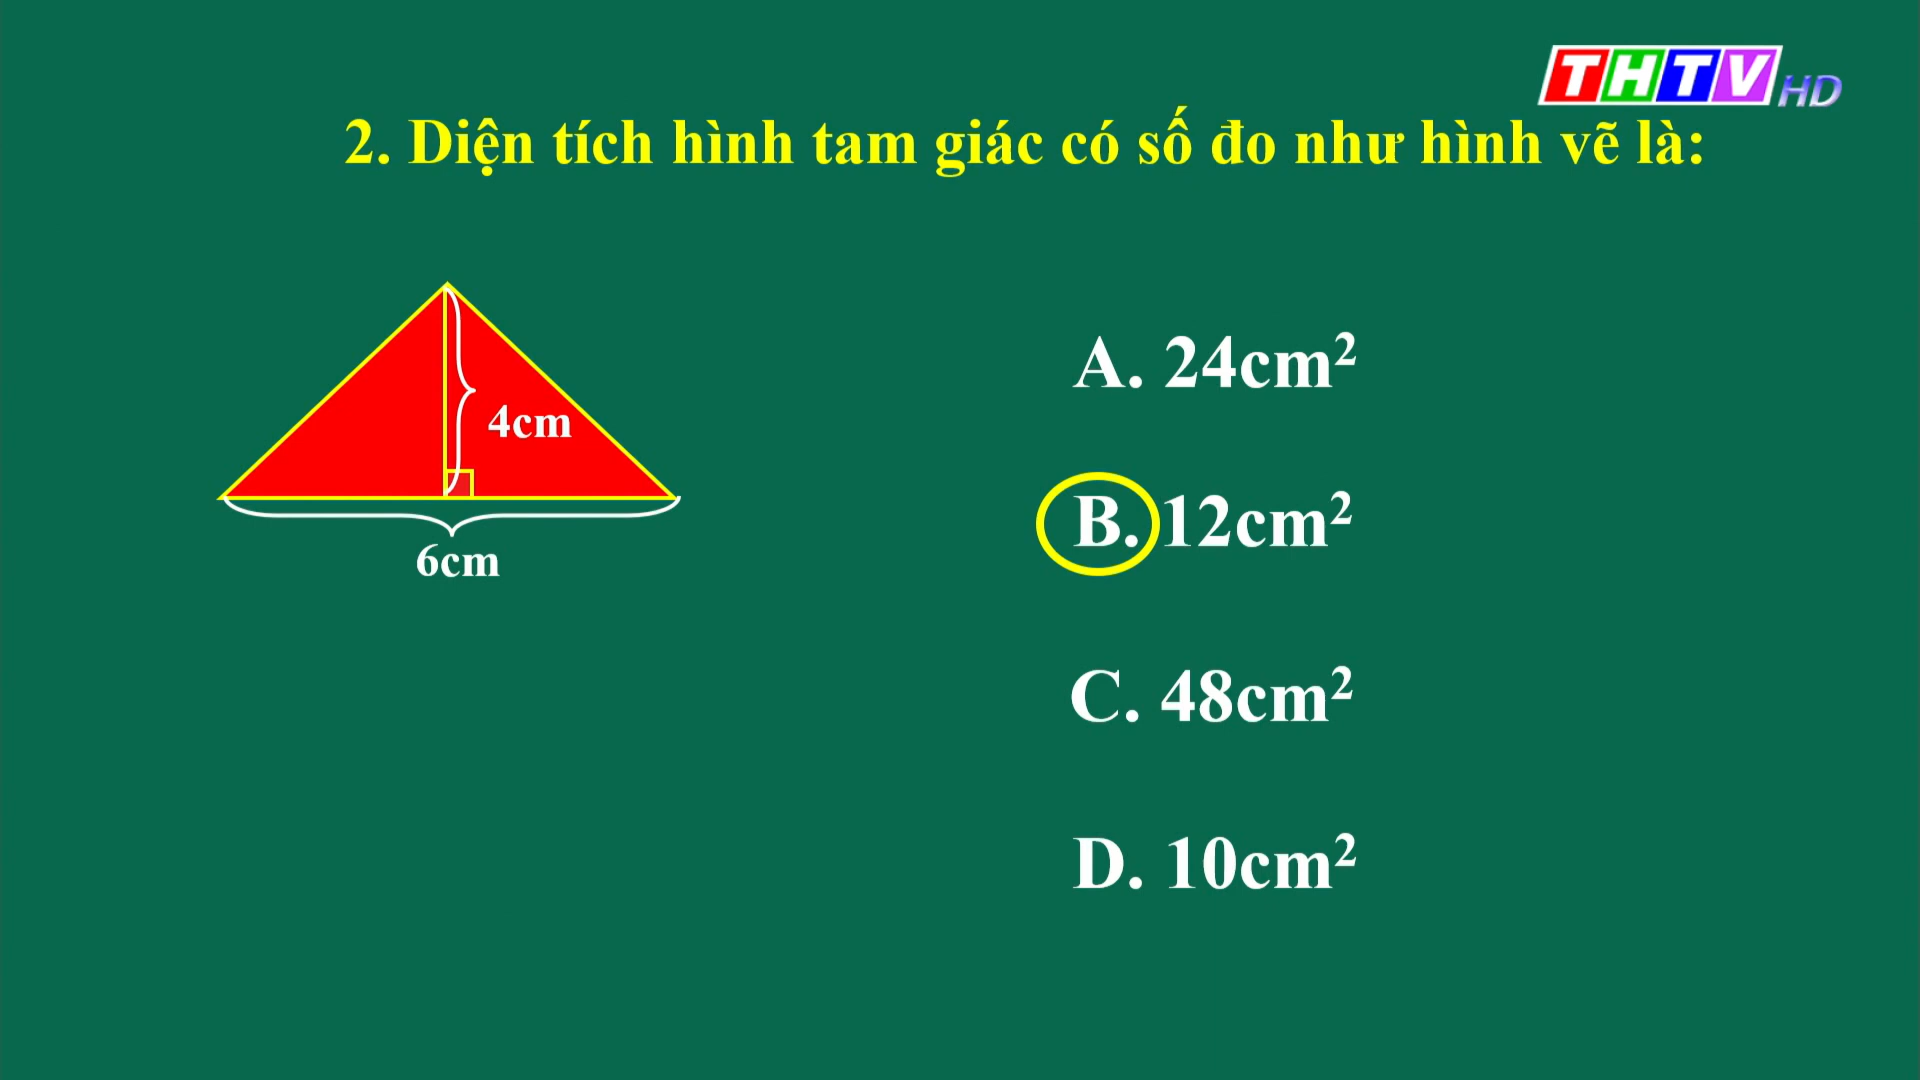 THTV HD
2. Diện tích hình tam giác có số đo như hình vẽ là:
A. 24cm²
4cm
B. 12cm²
6cm
C. 48cm²
D. 10cm²